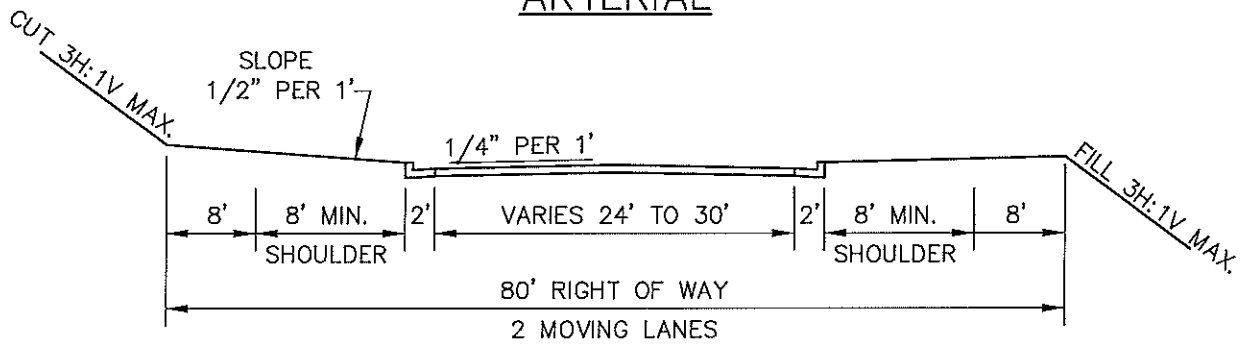 ARTERIAL
CUT 3H:1V MAX.
SLOPE
1/2" PER 1'
1/4" PER 1'
FILL 3H:1V MAX.
8'
8' MIN.
2'
VARIES 24' TO 30'
2'
8' MIN.
8'
SHOULDER
SHOULDER
80' RIGHT OF WAY
2 MOVING LANES